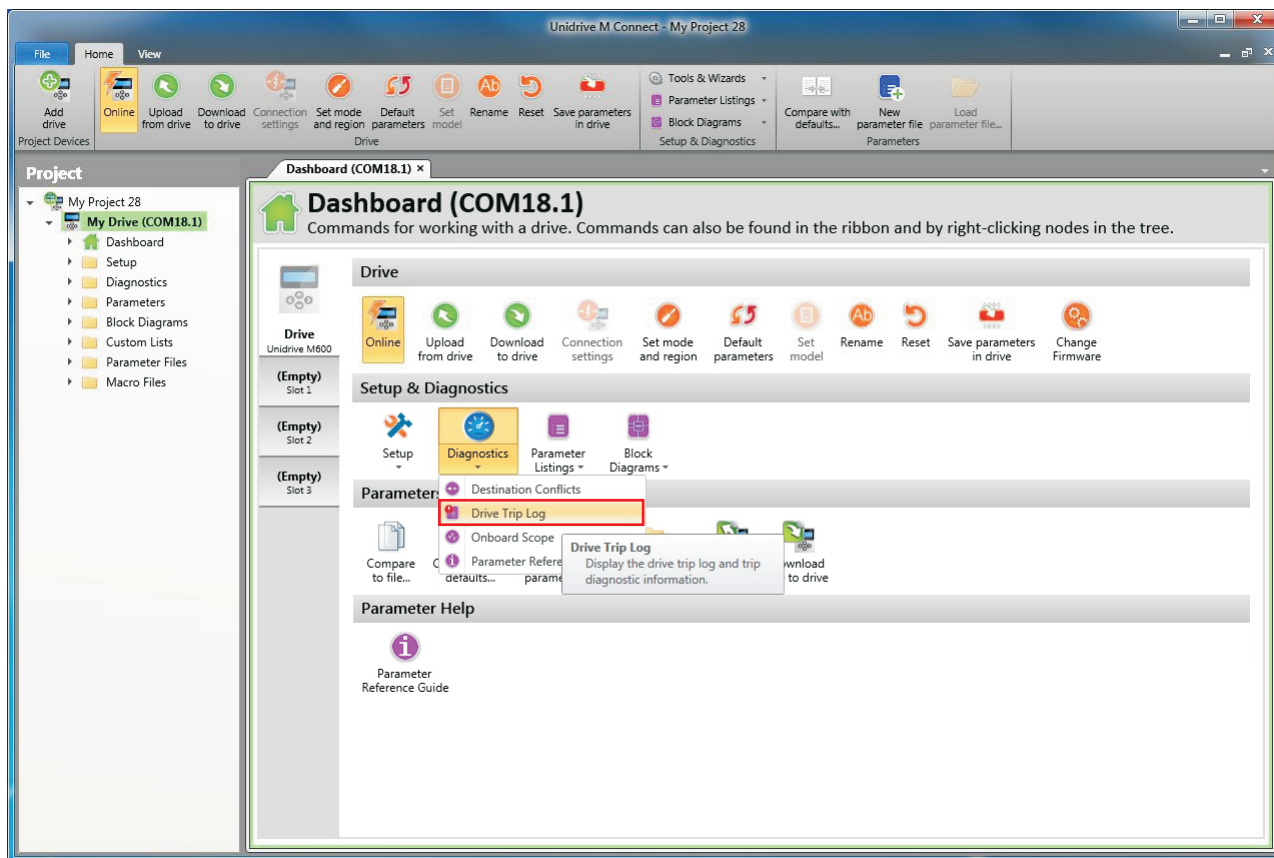 Unidrive M Connect - My Project 28
File Home View
Add drive
Online
Upload from drive
Download to drive
Connection settings
Set mode and region
Default parameters
Set model
Rename
Reset
Save parameters in drive
Tools & Wizards
Parameter Listings
Block Diagrams
Compare with defaults...
New parameter file
Load parameter file...
Project Devices
Drive
Setup & Diagnostics
Parameters
Project
My Project 28
My Drive (COM18.1)
Dashboard
Setup
Diagnostics
Parameters
Block Diagrams
Custom Lists
Parameter Files
Macro Files
Dashboard (COM18.1) ×
Dashboard (COM18.1)
Commands for working with a drive. Commands can also be found in the ribbon and by right-clicking nodes in the tree.
Drive
Unidrive M600
(Empty)
Slot 1
(Empty)
Slot 2
(Empty)
Slot 3
Drive
Online
Upload from drive
Download to drive
Connection settings
Set mode and region
Default parameters
Set model
Rename
Reset
Save parameters in drive
Change Firmware
Setup & Diagnostics
Setup
Diagnostics
Parameter Listings
Block Diagrams
Destination Conflicts
Drive Trip Log
Onboard Scope
Parameter Refere
Drive Trip Log
Display the drive trip log and trip
diagnostic information.
Parameter
Compare to file...
defaults...
parame
wnload
to drive
Parameter Help
Parameter
Reference Guide